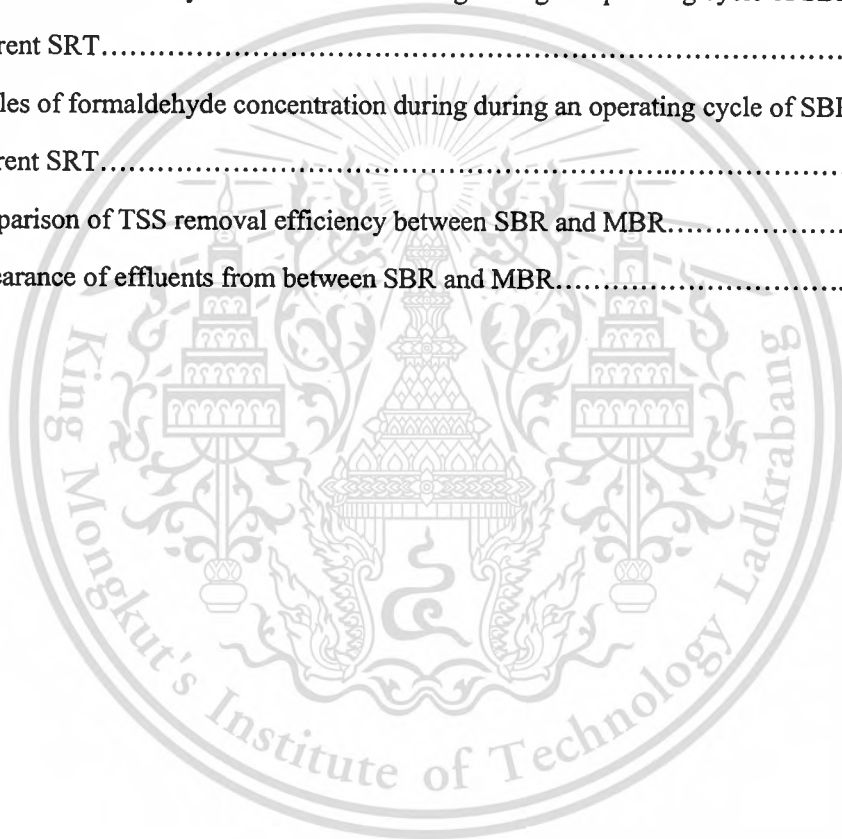 rent SRT
les of formaldehyde concentration during during an operating cycle of SB
rent SRT
parison of TSS removal efficiency between SBR and MBR
earance of effluents from between SBR and MBR
King Mongkut's Institute of Technology Ladkrabang